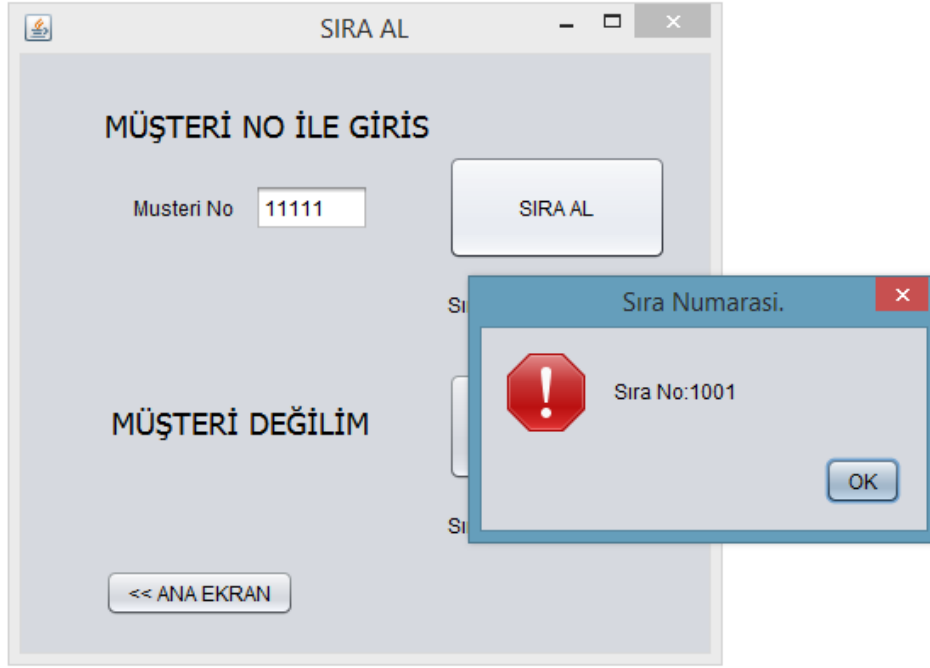 SIRA AL
MÜŞTERİ NO İLE GİRİS
Musteri No
11111
SIRA AL
Sıra Numarasi.
Sıra No:1001
OK
MÜŞTERİ DEĞİLİM
<< ANA EKRAN